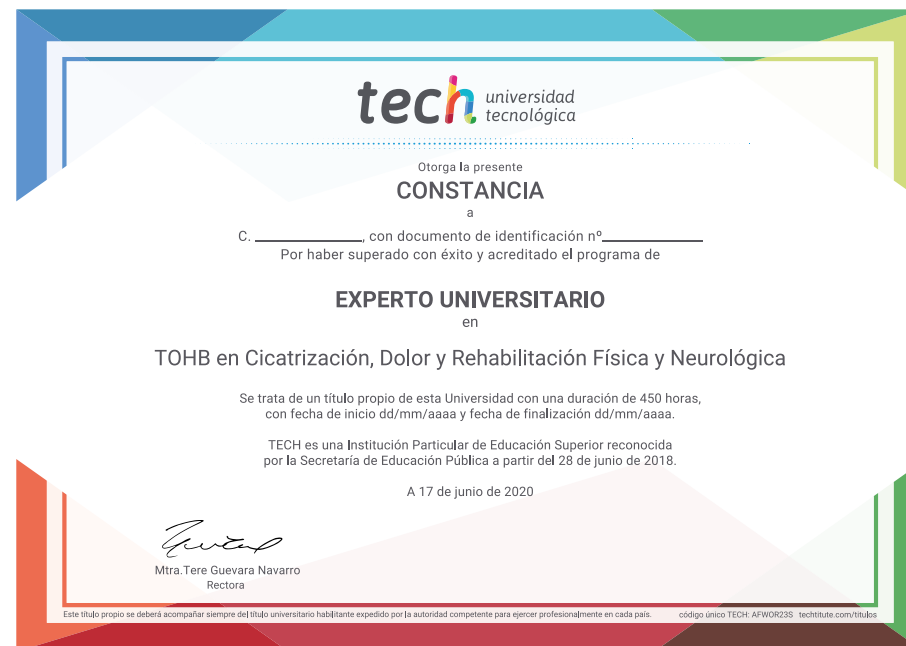 tech universidad
tecnológica
Otorga la presente
CONSTANCIA
a
C. ____________, con documento de identificación nº____________
Por haber superado con éxito y acreditado el programa de
EXPERTO UNIVERSITARIO
en
TOHB en Cicatrización, Dolor y Rehabilitación Física y Neurológica
Se trata de un título propio de esta Universidad con una duración de 450 horas,
con fecha de inicio dd/mm/aaaa y fecha de finalización dd/mm/aaaa.
TECH es una Institución Particular de Educación Superior reconocida
por la Secretaría de Educación Pública a partir del 28 de junio de 2018.
A 17 de junio de 2020
Mtra.Tere Guevara Navarro
Rectora
Este título propio se deberá acompañar siempre del título universitario habilitante expedido por la autoridad competente para ejercer profesionalmente en cada país. código único TECH: AFWOR23S techtitute.com/titulos